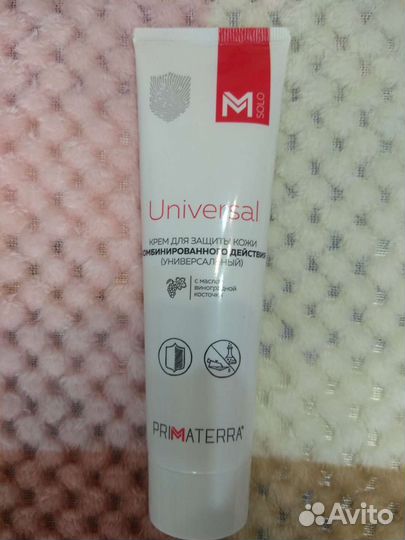 M
SOLO
Universal
КРЕМ ДЛЯ ЗАЩИТЫ КОЖИ
КОМБИНИРОВАННОГО ДЕЙСТВИЯ
(УНИВЕРСАЛЬНЫЙ)
с маслом
виноградной
косточки
PRIMATERRA®
Avito